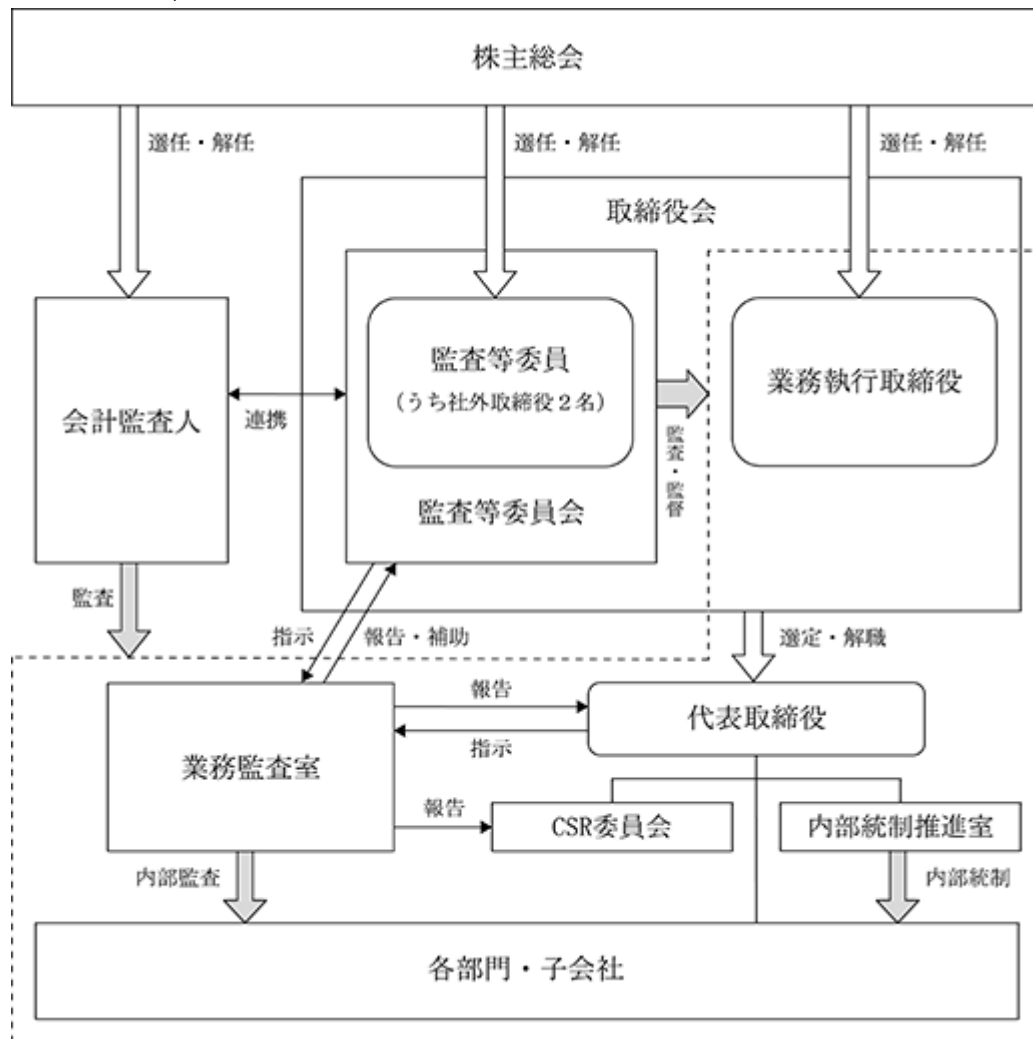 株主総会
選任・解任
選任・解任
選任・解任
取締役会
監査等委員
(うち社外取締役2名)
業務執行取締役
会計監査人
連携
監査・監督
監査等委員会
監査
指示
報告・補助
選定・解職
報告
代表取締役
指示
業務監査室
報告
CSR委員会
内部統制推進室
内部監査
内部統制
各部門・子会社